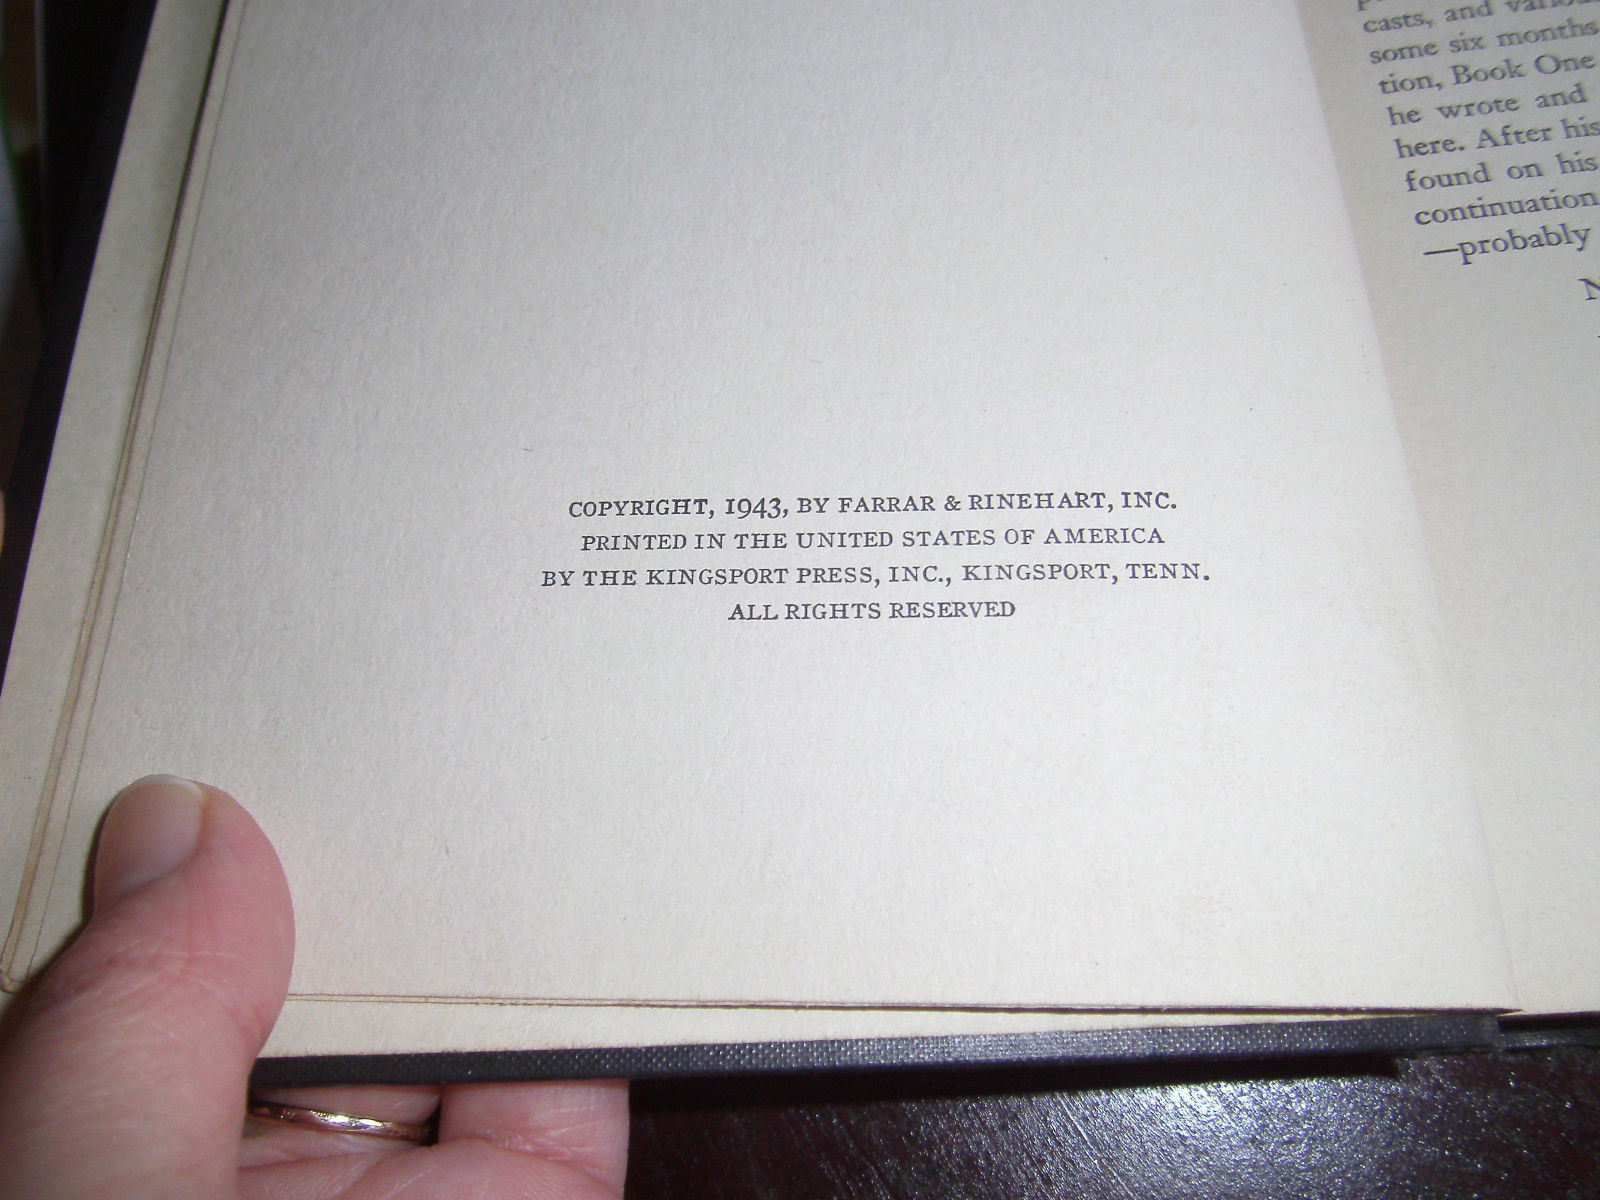 COPYRIGHT, 1943, BY FARRAR & RINEHART, INC.
PRINTED IN THE UNITED STATES OF AMERICA
BY THE KINGSPORT PRESS, INC., KINGSPORT, TENN.
ALL RIGHTS RESERVED
casts, and
some six months
tion, Book One
he wrote and
here. After his
found on his
continuation
—probably